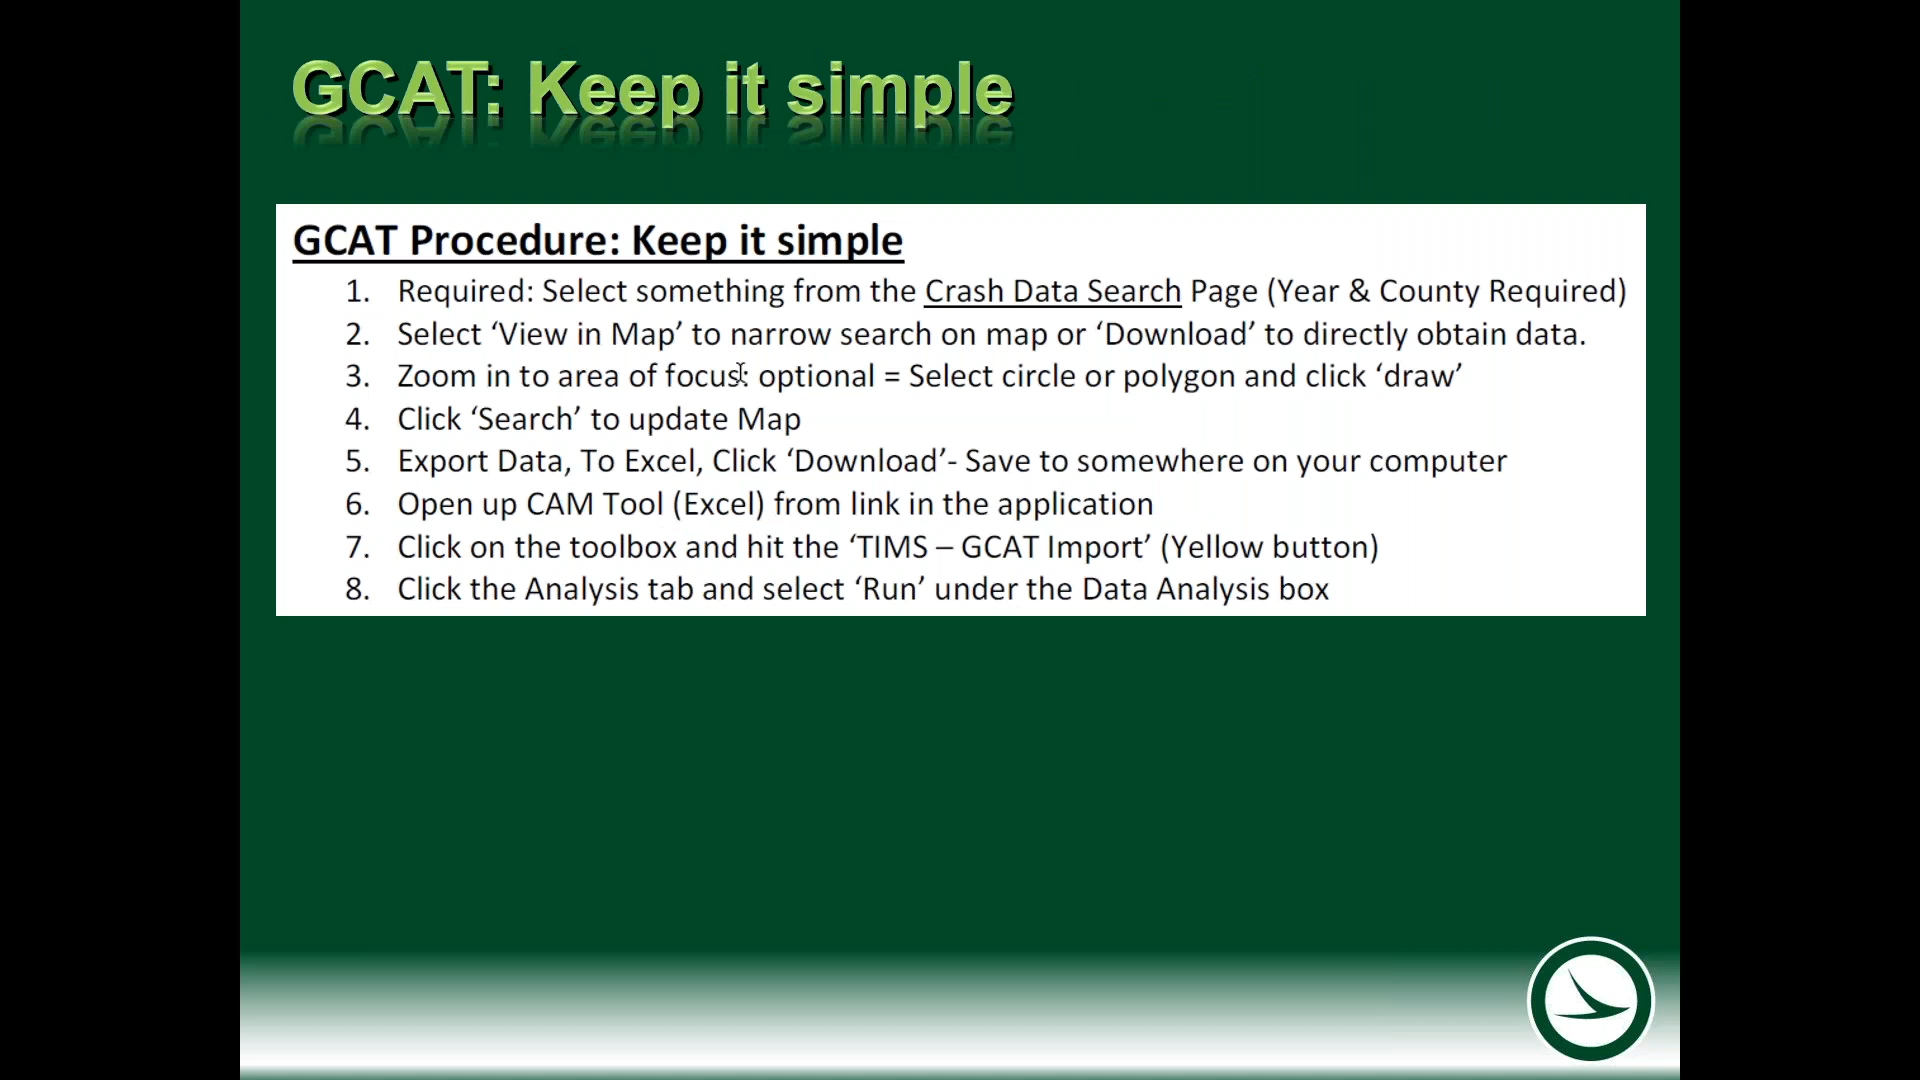 GCAT: Keep it simple
GCAT Procedure: Keep it simple
1. Required: Select something from the Crash Data Search Page (Year & County Required)
2. Select ‘View in Map’ to narrow search on map or ‘Download’ to directly obtain data.
3. Zoom in to area of focus: optional = Select circle or polygon and click ‘draw’
4. Click ‘Search’ to update Map
5. Export Data, To Excel, Click ‘Download’- Save to somewhere on your computer
6. Open up CAM Tool (Excel) from link in the application
7. Click on the toolbox and hit the ‘TIMS – GCAT Import’ (Yellow button)
8. Click the Analysis tab and select ‘Run’ under the Data Analysis box